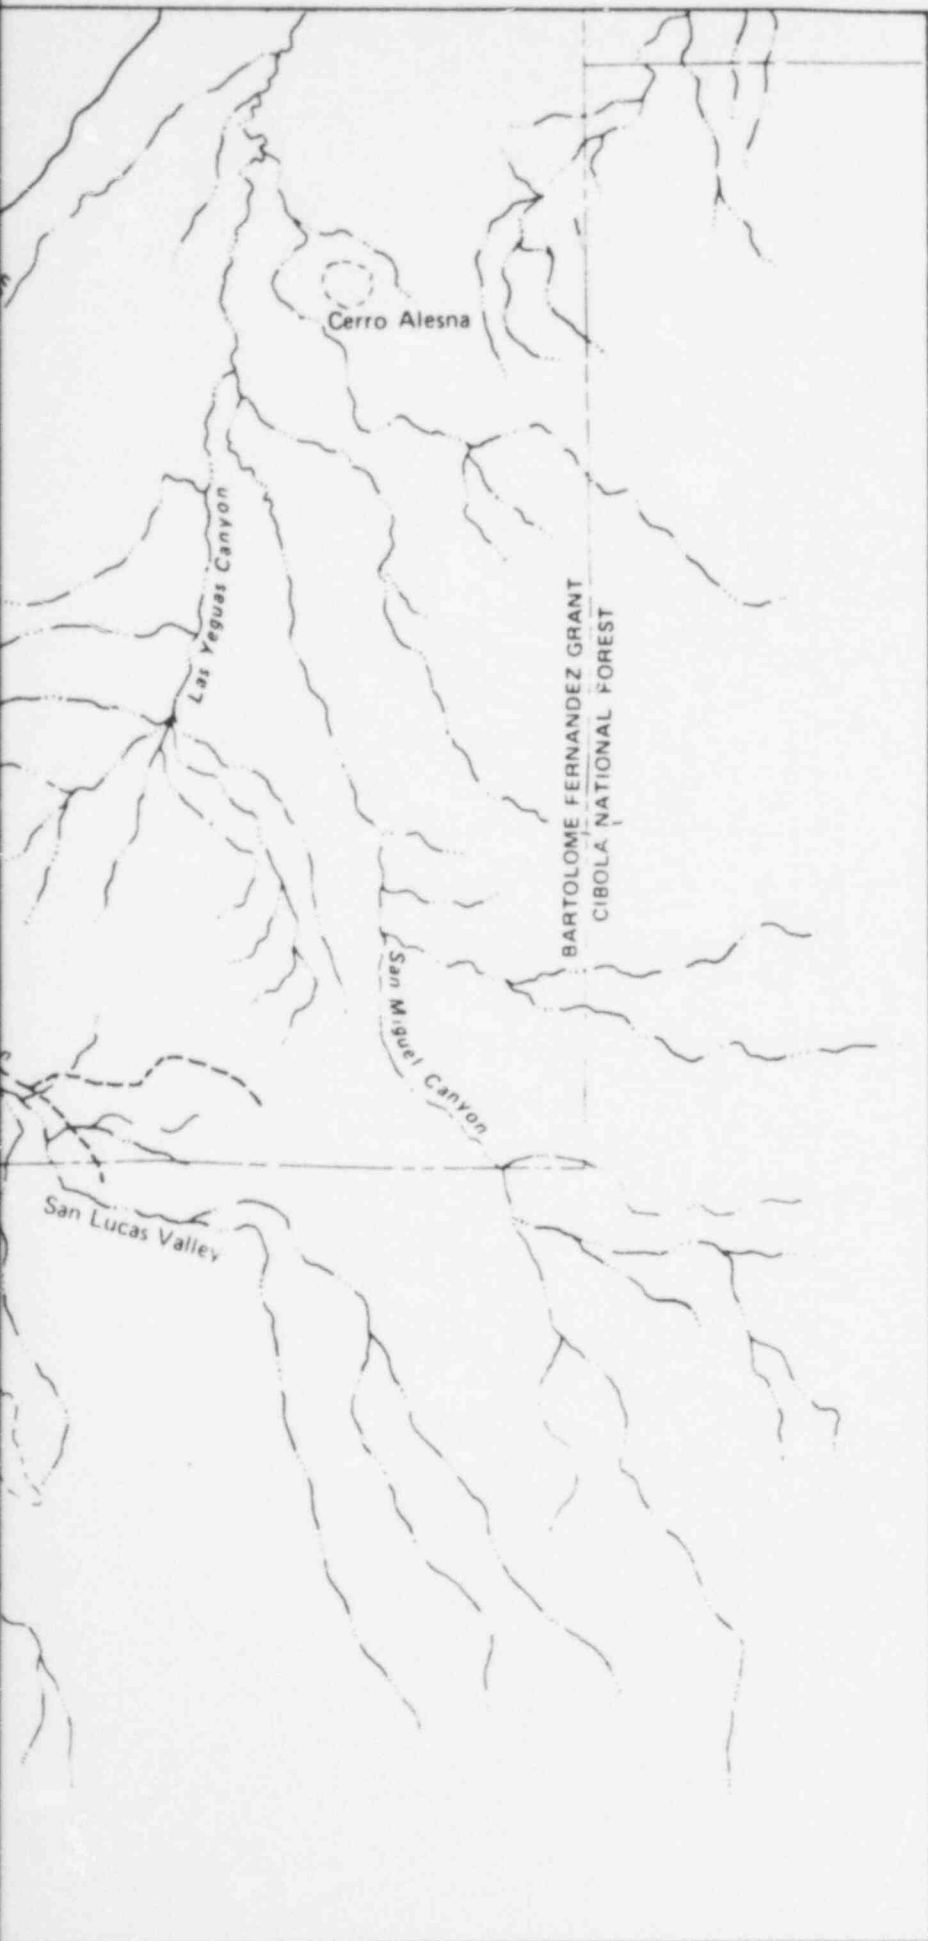 Cerro Alesna
Las Yeguas Canyon
BARTOLOME FERNANDEZ GRANT
CIBOLA NATIONAL FOREST
San Miguel Canyon
San Lucas Valley